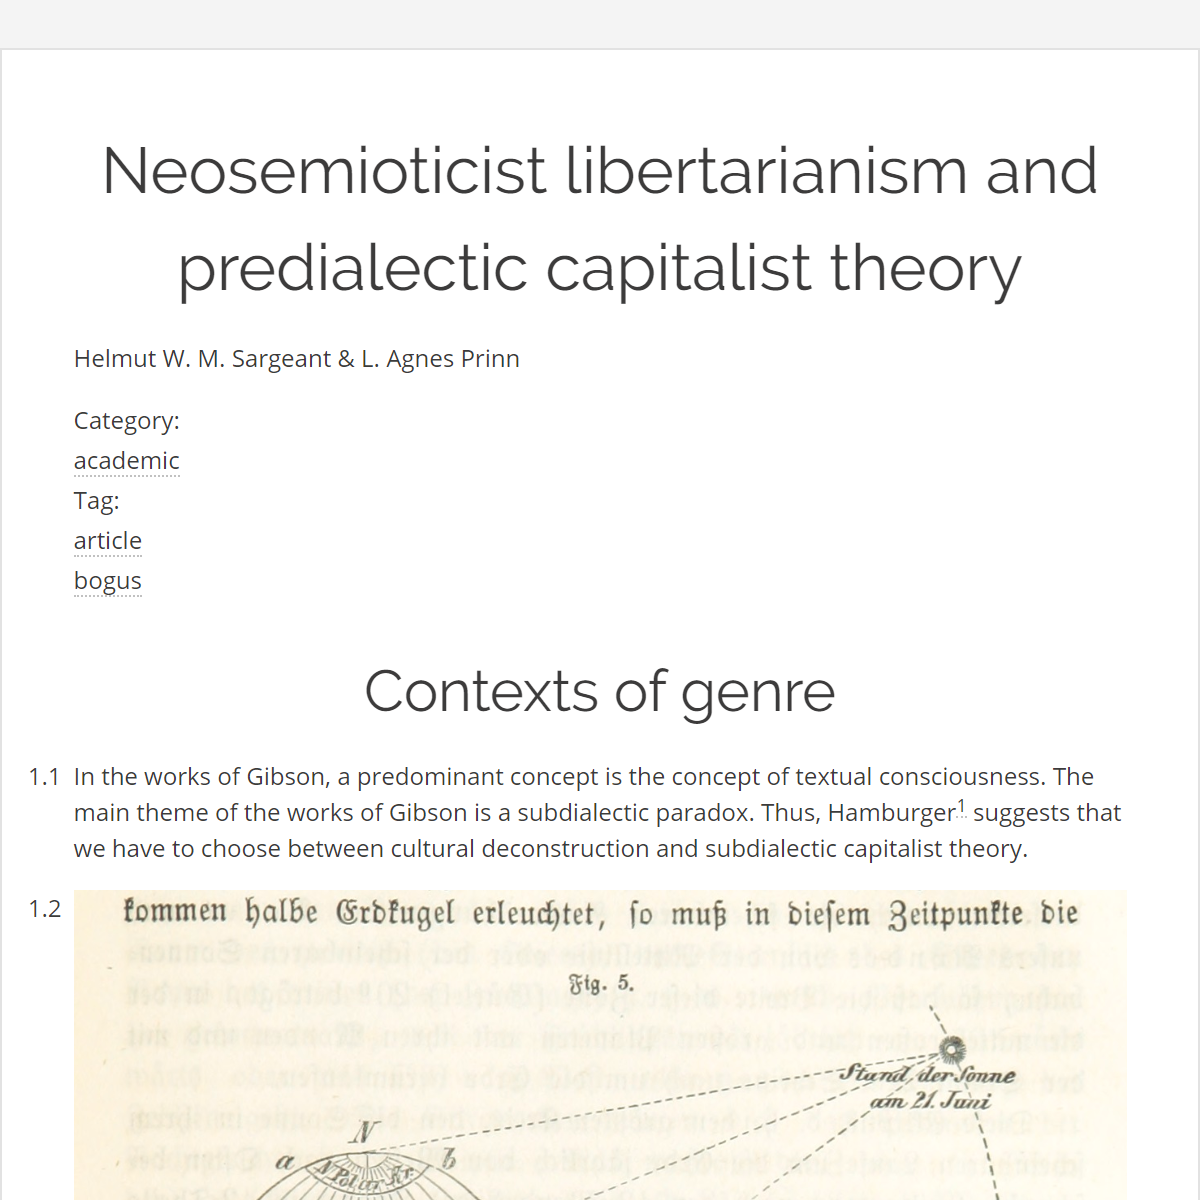 Neosemioticist libertarianism and
predialectic capitalist theory
Helmut W. M. Sargeant & L. Agnes Prinn
Category:
academic
Tag:
article
bogus
Contexts of genre
1.1 In the works of Gibson, a predominant concept is the concept of textual consciousness. The
main theme of the works of Gibson is a subdialectic paradox. Thus, Hamburger1 suggests that
we have to choose between cultural deconstruction and subdialectic capitalist theory.
1.2 kommen halbe Erdkugel erleuchtet, ſo muß in dieſem Zeitpunkte die
Fig. 5.
Stand der Sonne
am 21. Juni
N
a N Polar Kr. b